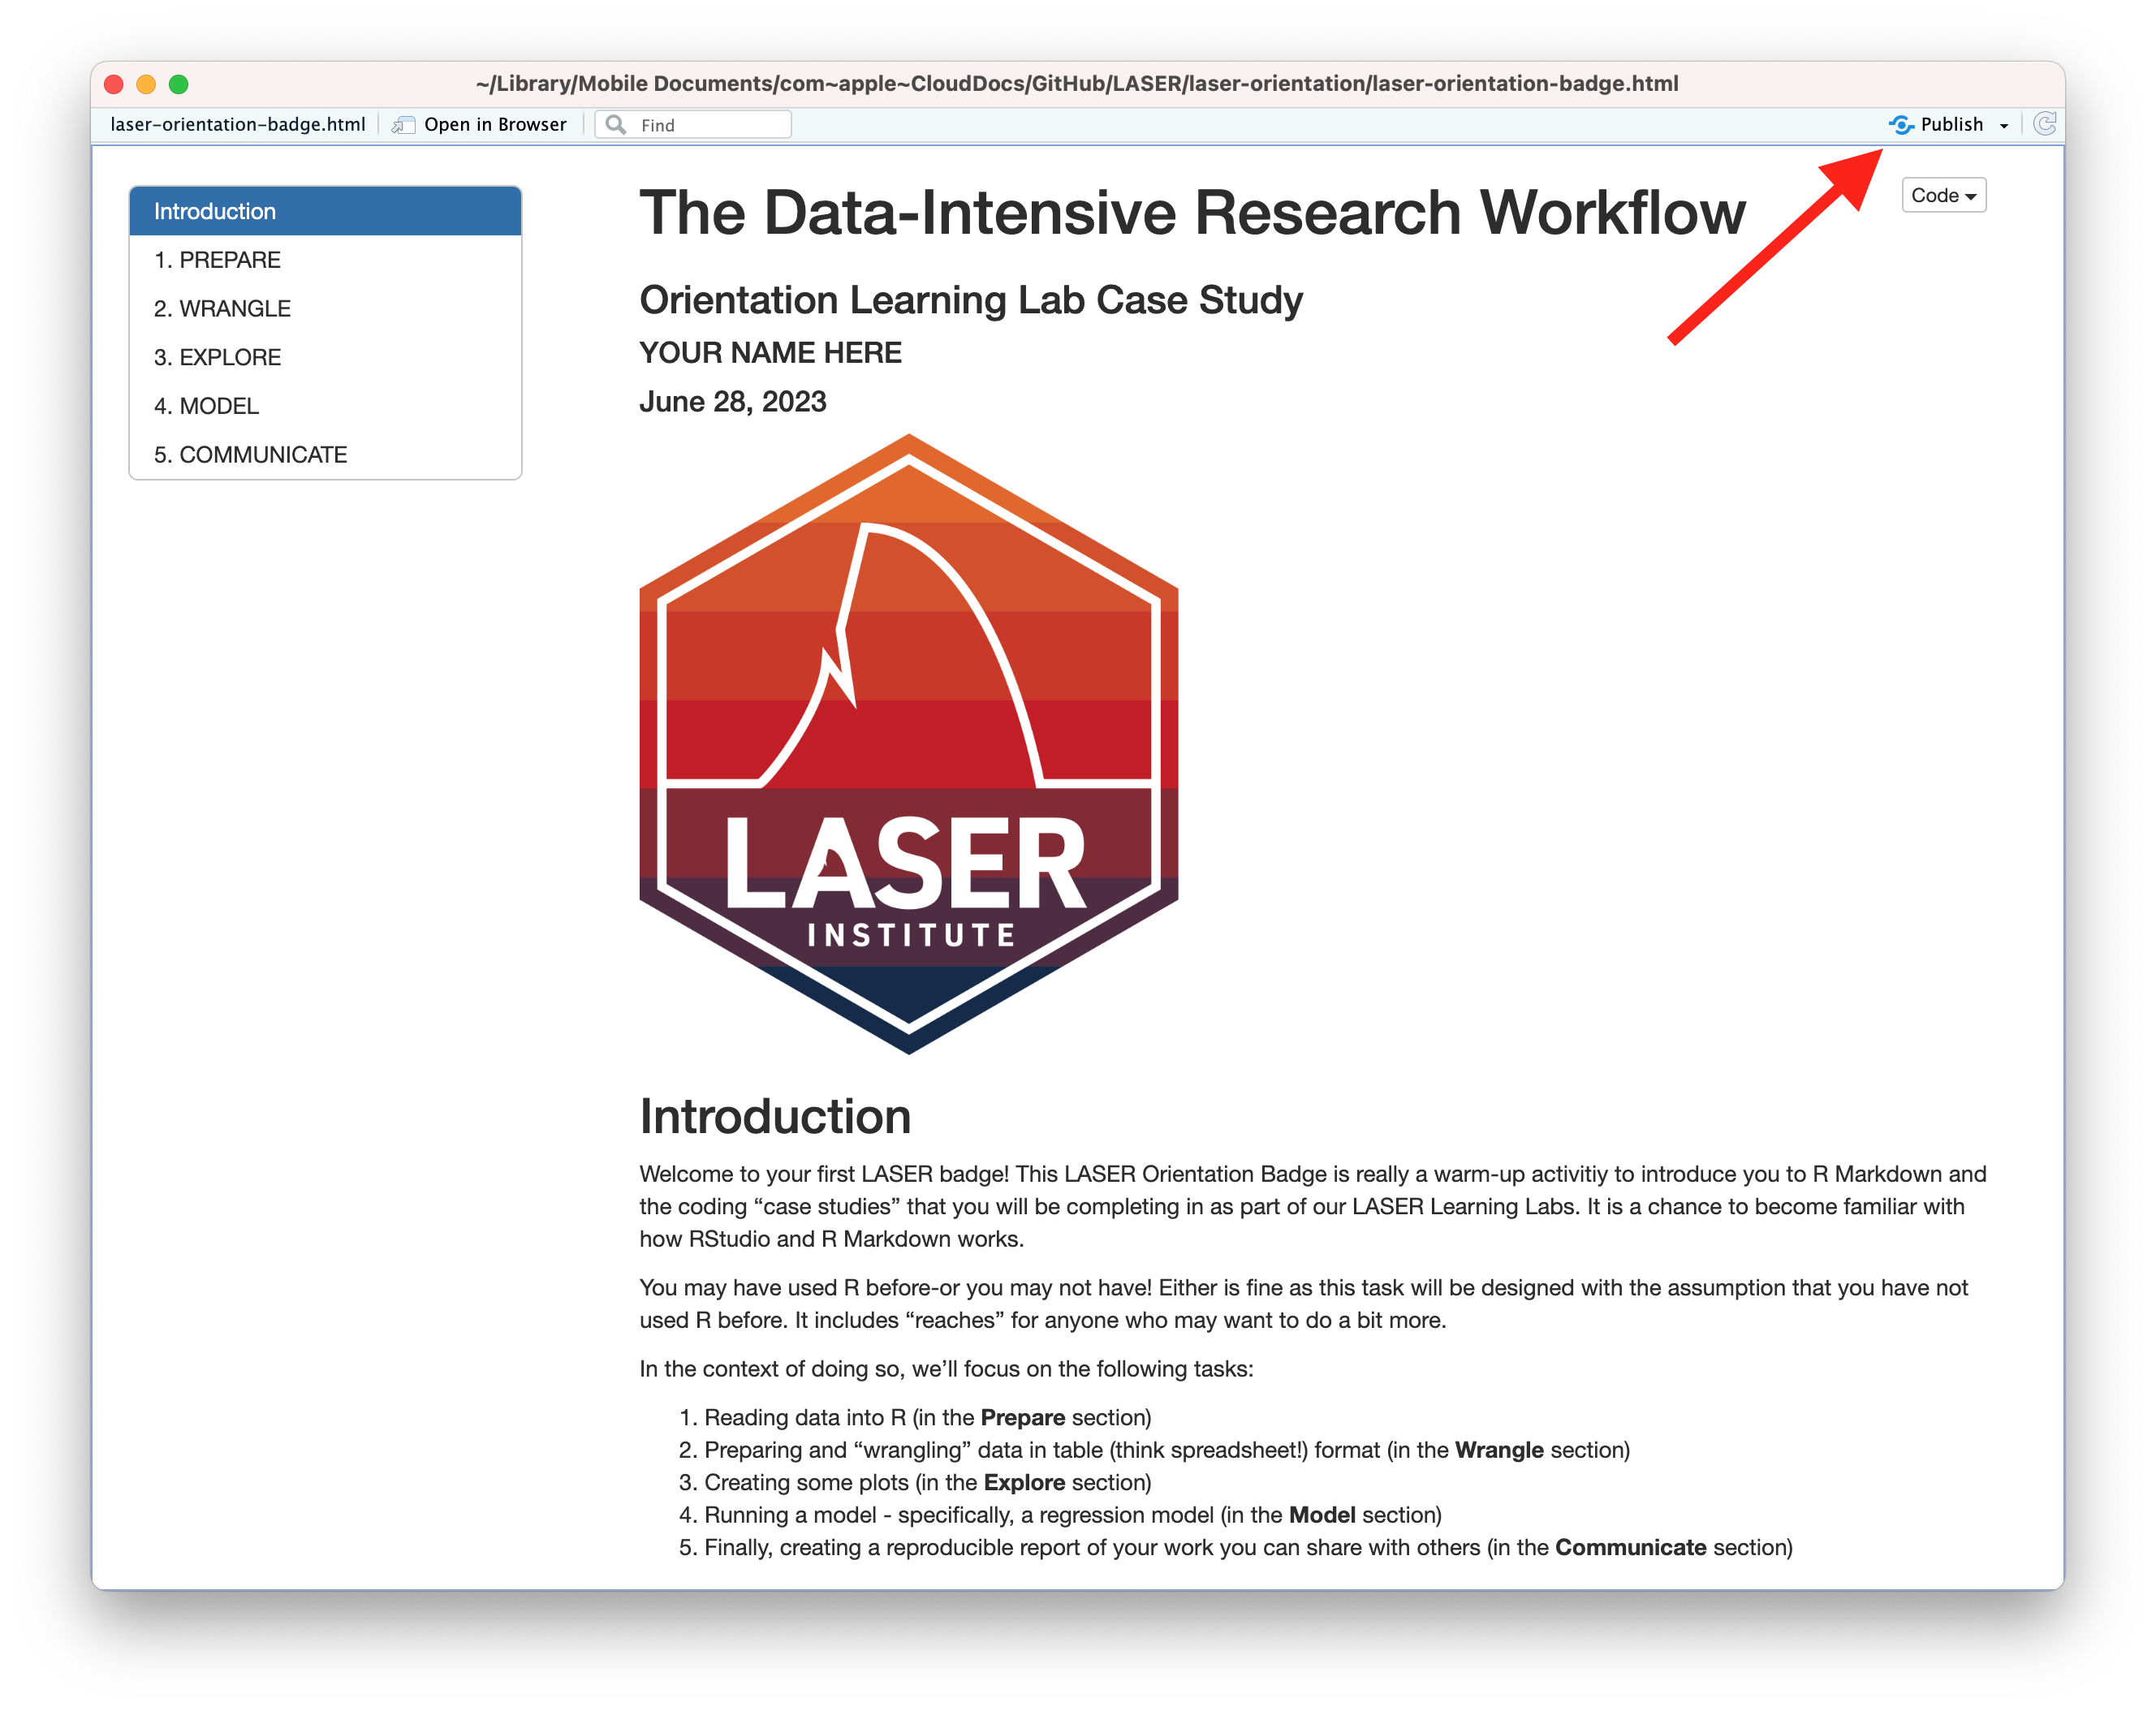 ~/Library/Mobile Documents/com~apple~CloudDocs/GitHub/LASER/laser-orientation/laser-orientation-badge.html
laser-orientation-badge.html Open in Browser Find Publish
Introduction
1. PREPARE
2. WRANGLE
3. EXPLORE
4. MODEL
5. COMMUNICATE
The Data-Intensive Research Workflow
Code
Orientation Learning Lab Case Study
YOUR NAME HERE
June 28, 2023
LASER
INSTITUTE
Introduction
Welcome to your first LASER badge! This LASER Orientation Badge is really a warm-up activitiy to introduce you to R Markdown and
the coding “case studies” that you will be completing in as part of our LASER Learning Labs. It is a chance to become familiar with
how RStudio and R Markdown works.
You may have used R before-or you may not have! Either is fine as this task will be designed with the assumption that you have not
used R before. It includes “reaches” for anyone who may want to do a bit more.
In the context of doing so, we’ll focus on the following tasks:
1. Reading data into R (in the Prepare section)
2. Preparing and “wrangling” data in table (think spreadsheet!) format (in the Wrangle section)
3. Creating some plots (in the Explore section)
4. Running a model - specifically, a regression model (in the Model section)
5. Finally, creating a reproducible report of your work you can share with others (in the Communicate section)